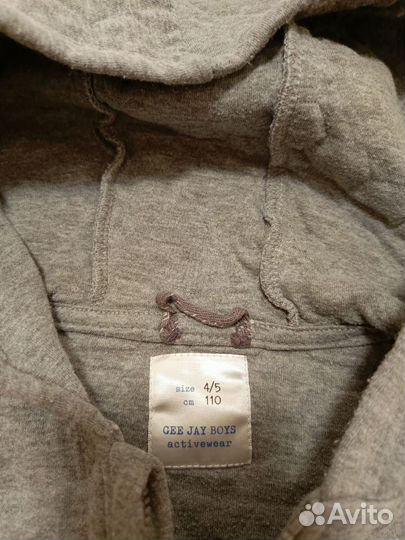 size 4/5
cm 110
GEE JAY BOYS
activewear
Avito